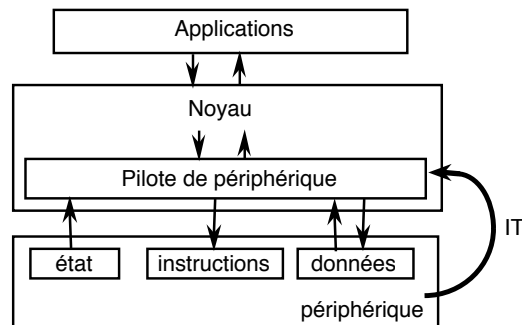 Applications
Noyau
Pilote de périphérique
IT
état
instructions
données
périphérique